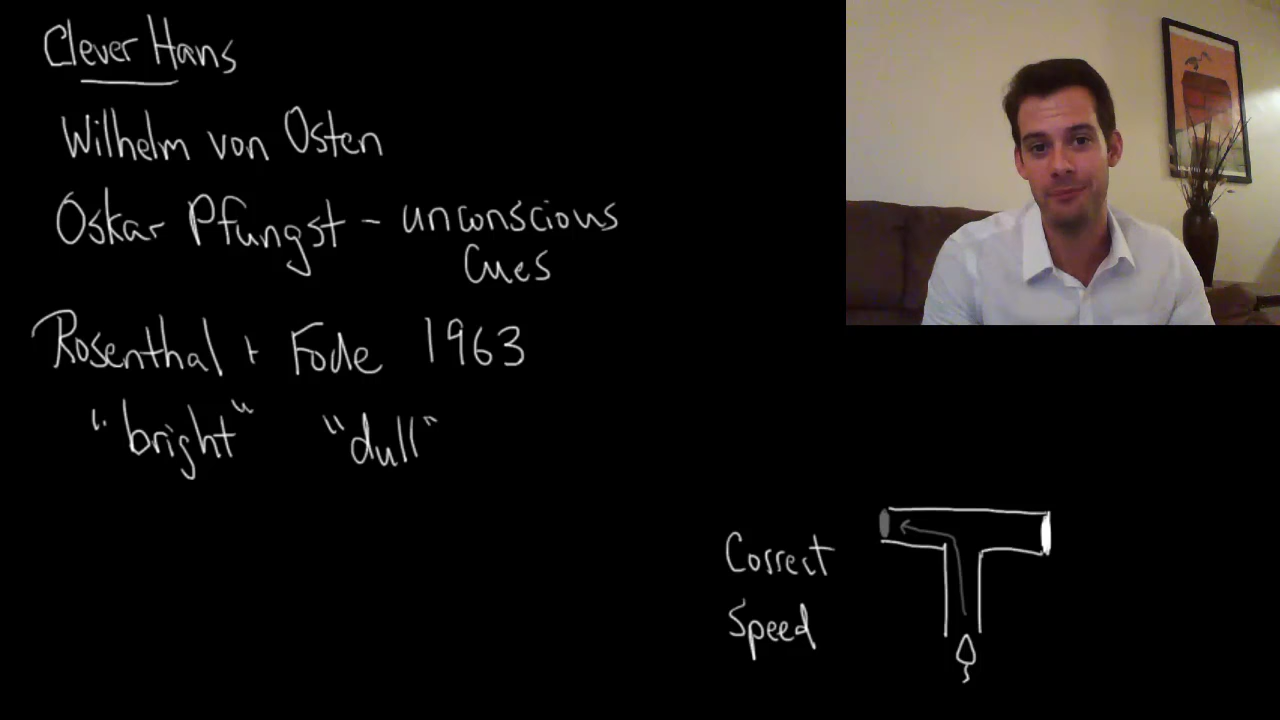 Clever Hans
Wilhelm von Osten
Oskar Pfungst - unconscious
Cues
Rosenthal + Fode 1963
"bright" "dull"
Correct
Speed